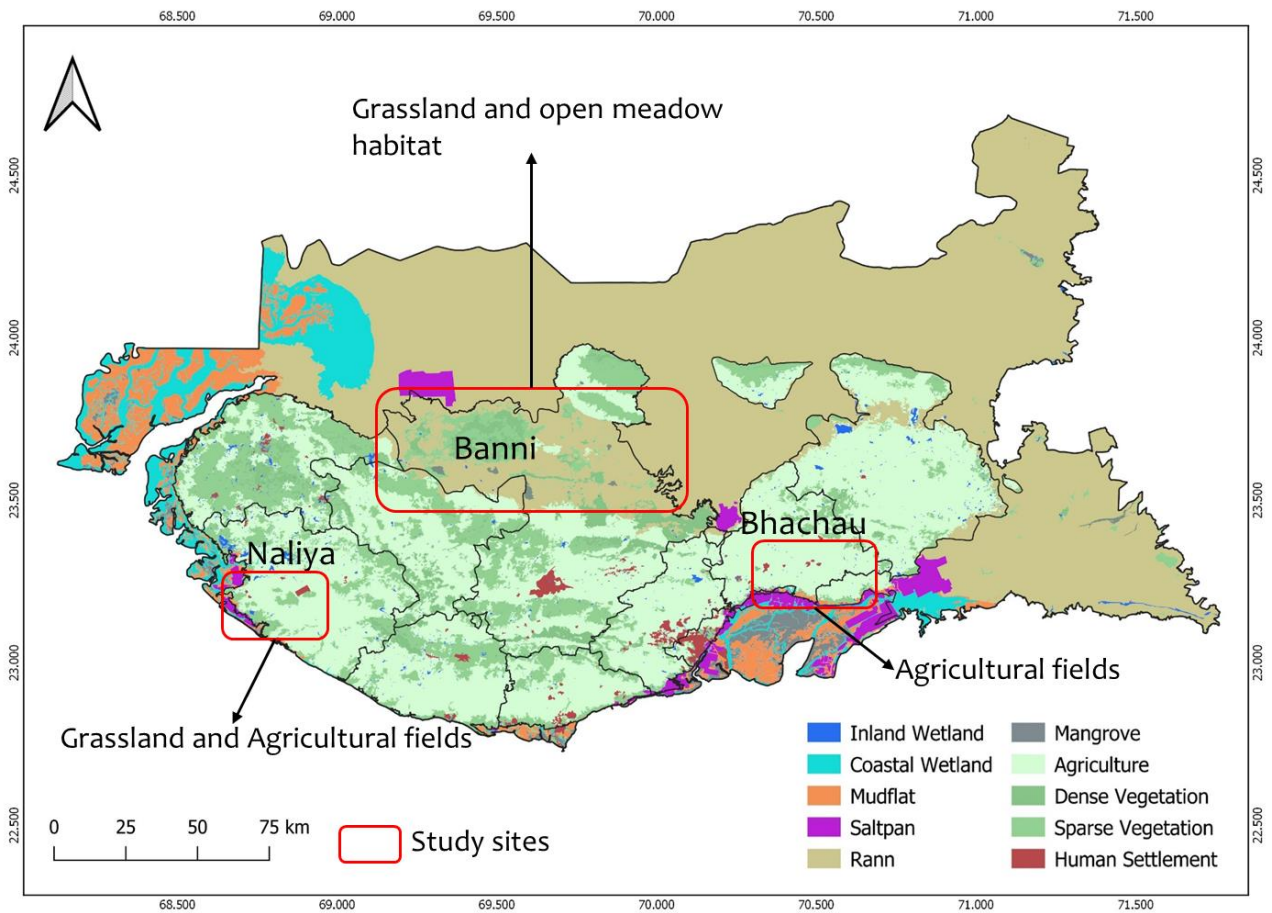 68.500 69.000 69.500 70.000 70.500 71.000 71.500
24.500 24.500
24.000 24.000
23.500 23.500
23.000 23.000
22.500 22.500
Grassland and open meadow
habitat
Banni
Bhachau
Naliya
Agricultural fields
Grassland and Agricultural fields
Inland Wetland
Coastal Wetland
Mudflat
Saltpan
Rann
Mangrove
Agriculture
Dense Vegetation
Sparse Vegetation
Human Settlement
0 25 50 75 km
Study sites
68.500 69.000 69.500 70.000 70.500 71.000 71.500